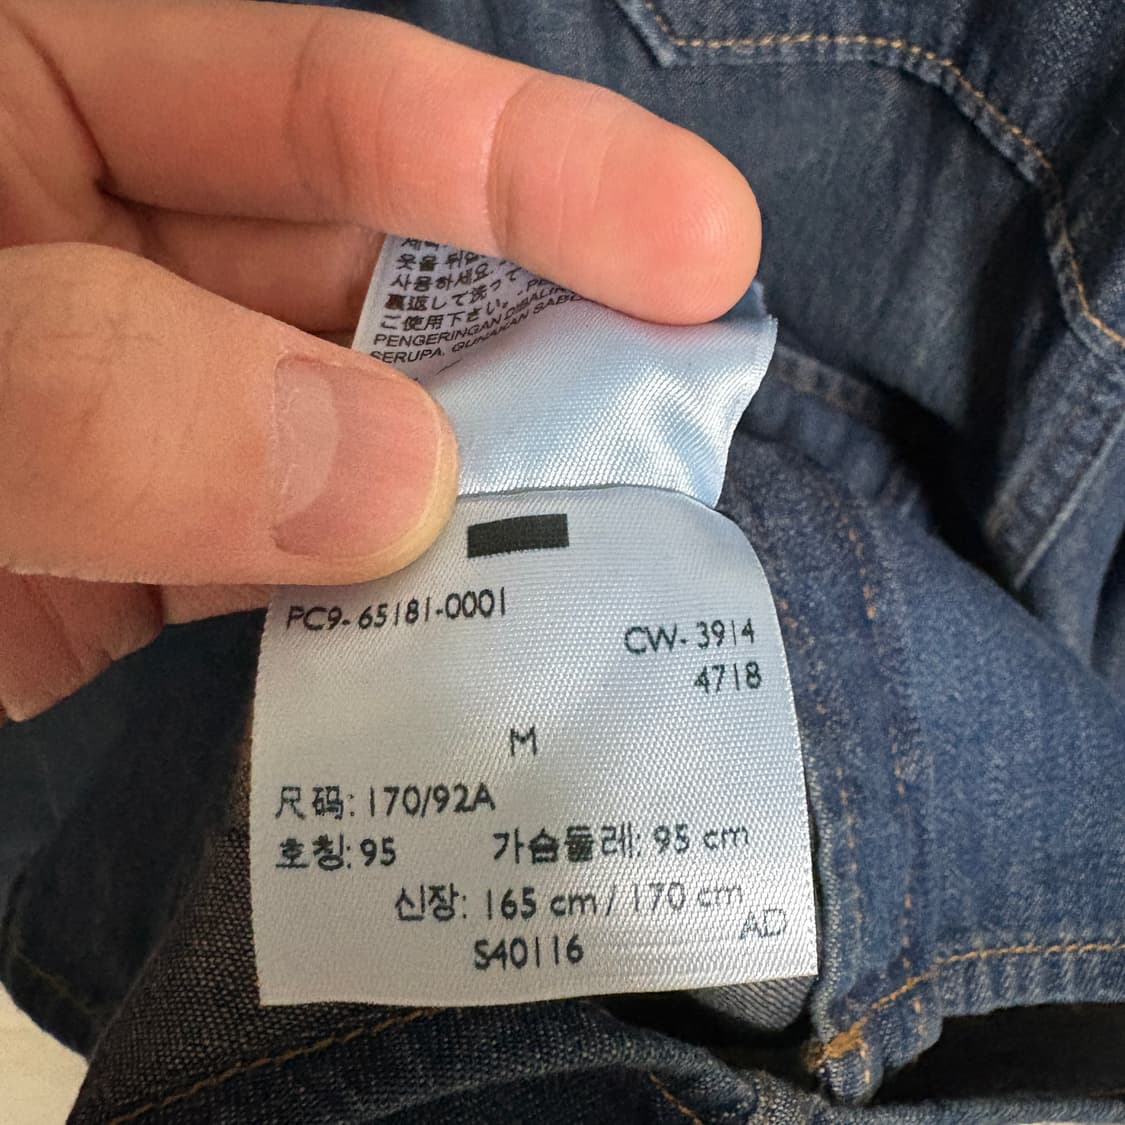 옷을 뒤집
사용하세요.
裏返して洗って
ご使用下さい。
PENGERINGAN DIBALIK
SERUPA, GUNAKAN
PC9-65181-0001
CW-3914
4718
M
尺码: 170/92A
호칭: 95 가슴둘레: 95 cm
신장: 165 cm / 170 cm
AD
S40116